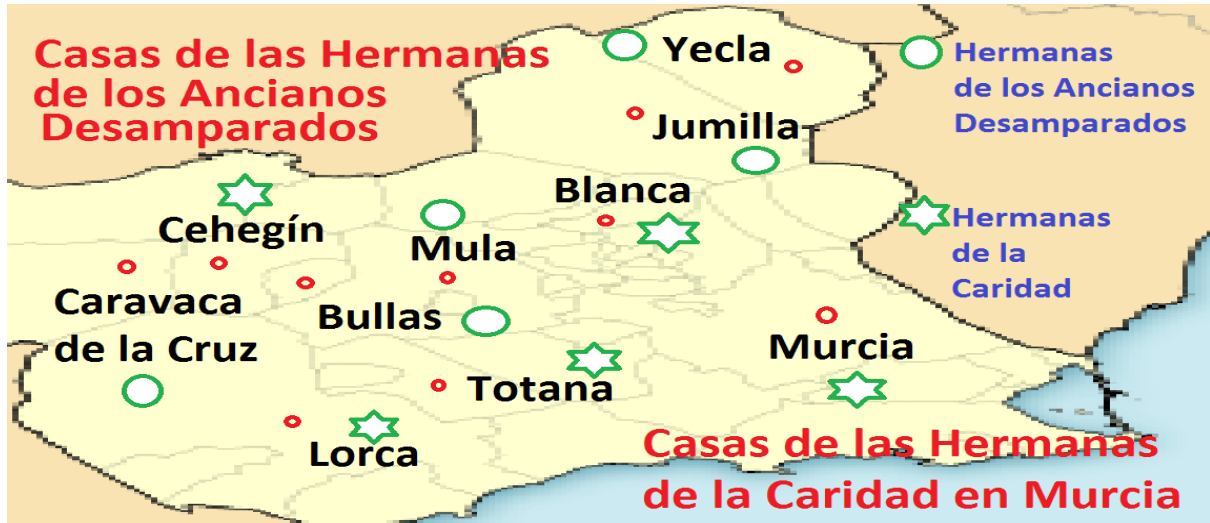 Casas de las Hermanas
de los Ancianos
Desamparados
Yecla
Hermanas
de los Ancianos
Desamparados
Jumilla
Blanca
Cehegín
Mula
Hermanas
de la
Caridad
Caravaca
de la Cruz
Bullas
Murcia
Totana
Lorca
Casas de las Hermanas
de la Caridad en Murcia